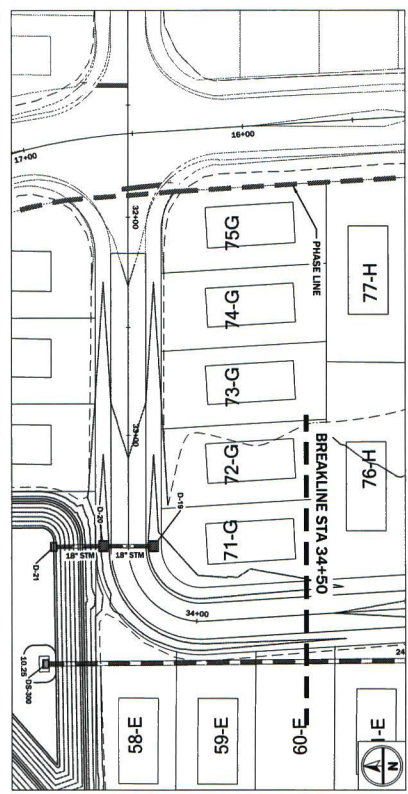 17+00
16+00
32+00
PHASE LINE
75G
74-G
73-G
72-G
71-G
77-H
76-H
33+00
BREAKLINE STA 34+50
D-19
D-20
D-21
18" STM
18" STM
34+00
24
DS-300
10.25
58-E
59-E
60-E
-E
N